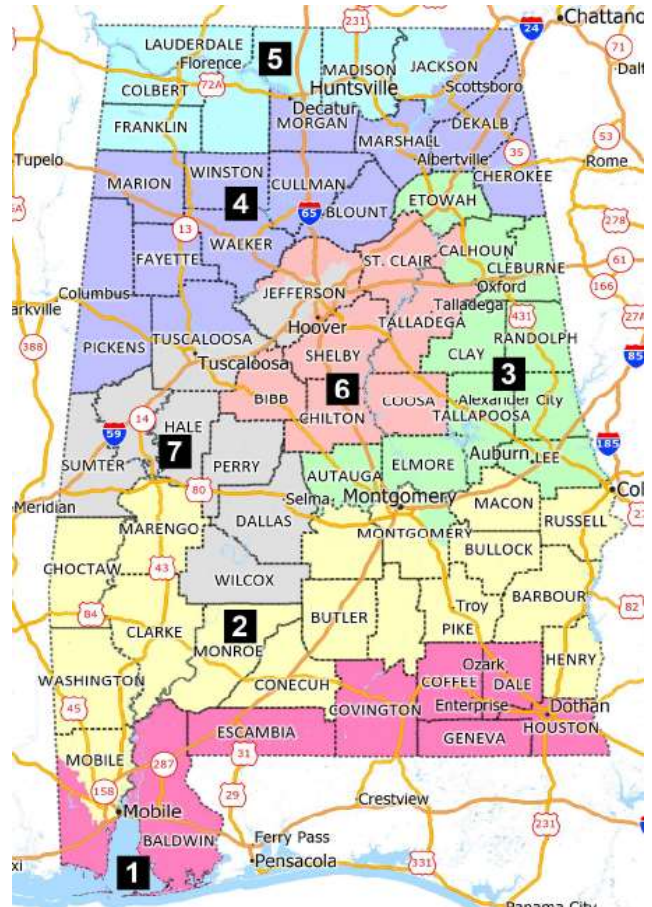 231
Chattano
24
LAUDERDALE
5
71
Florence
MADISON
JACKSON
Dalt
72A
Huntsville
Scottsboro
COLBERT
Decatur
FRANKLIN
MORGAN
DEKALB
53
MARSHALL
35
Tupelo
Albertville
Rome
WINSTON
CHEROKEE
MARION
CULLMAN
4
ETOWAH
278
65
BLOUNT
13
WALKER
CALHOUN
61
FAYETTE
ST. CLAIR
CLEBURNE
166
JEFFERSON
Oxford
Columbus
Talladega
27A
arkville
Hoover
TALLADEGA
431
388
TUSCALOOSA
RANDOLPH
PICKENS
Tuscaloosa
SHELBY
CLAY
85
6
3
BIBB
COOSA
Alexander City
14
CHILTON
TALLAPOOSA
59
HALE
7
185
SUMTER
PERRY
Auburn
LEE
AUTAUGA
ELMORE
80
Selma
Montgomery
Col
Meridian
MACON
DALLAS
RUSSELL
MARENGO
MONTGOMERY
BULLOCK
CHOCTAW
43
WILCOX
BARBOUR
84
Troy
82
CLARKE
2
BUTLER
PIKE
MONROE
HENRY
WASHINGTON
CONECUH
Ozark
COFFEE
DALE
45
COVINGTON
Enterprise
Dothan
ESCAMBIA
HOUSTON
GENEVA
MOBILE
31
287
158
29
Crestview
Mobile
231
BALDWIN
Ferry Pass
xi
1
Pensacola
331
Panama City